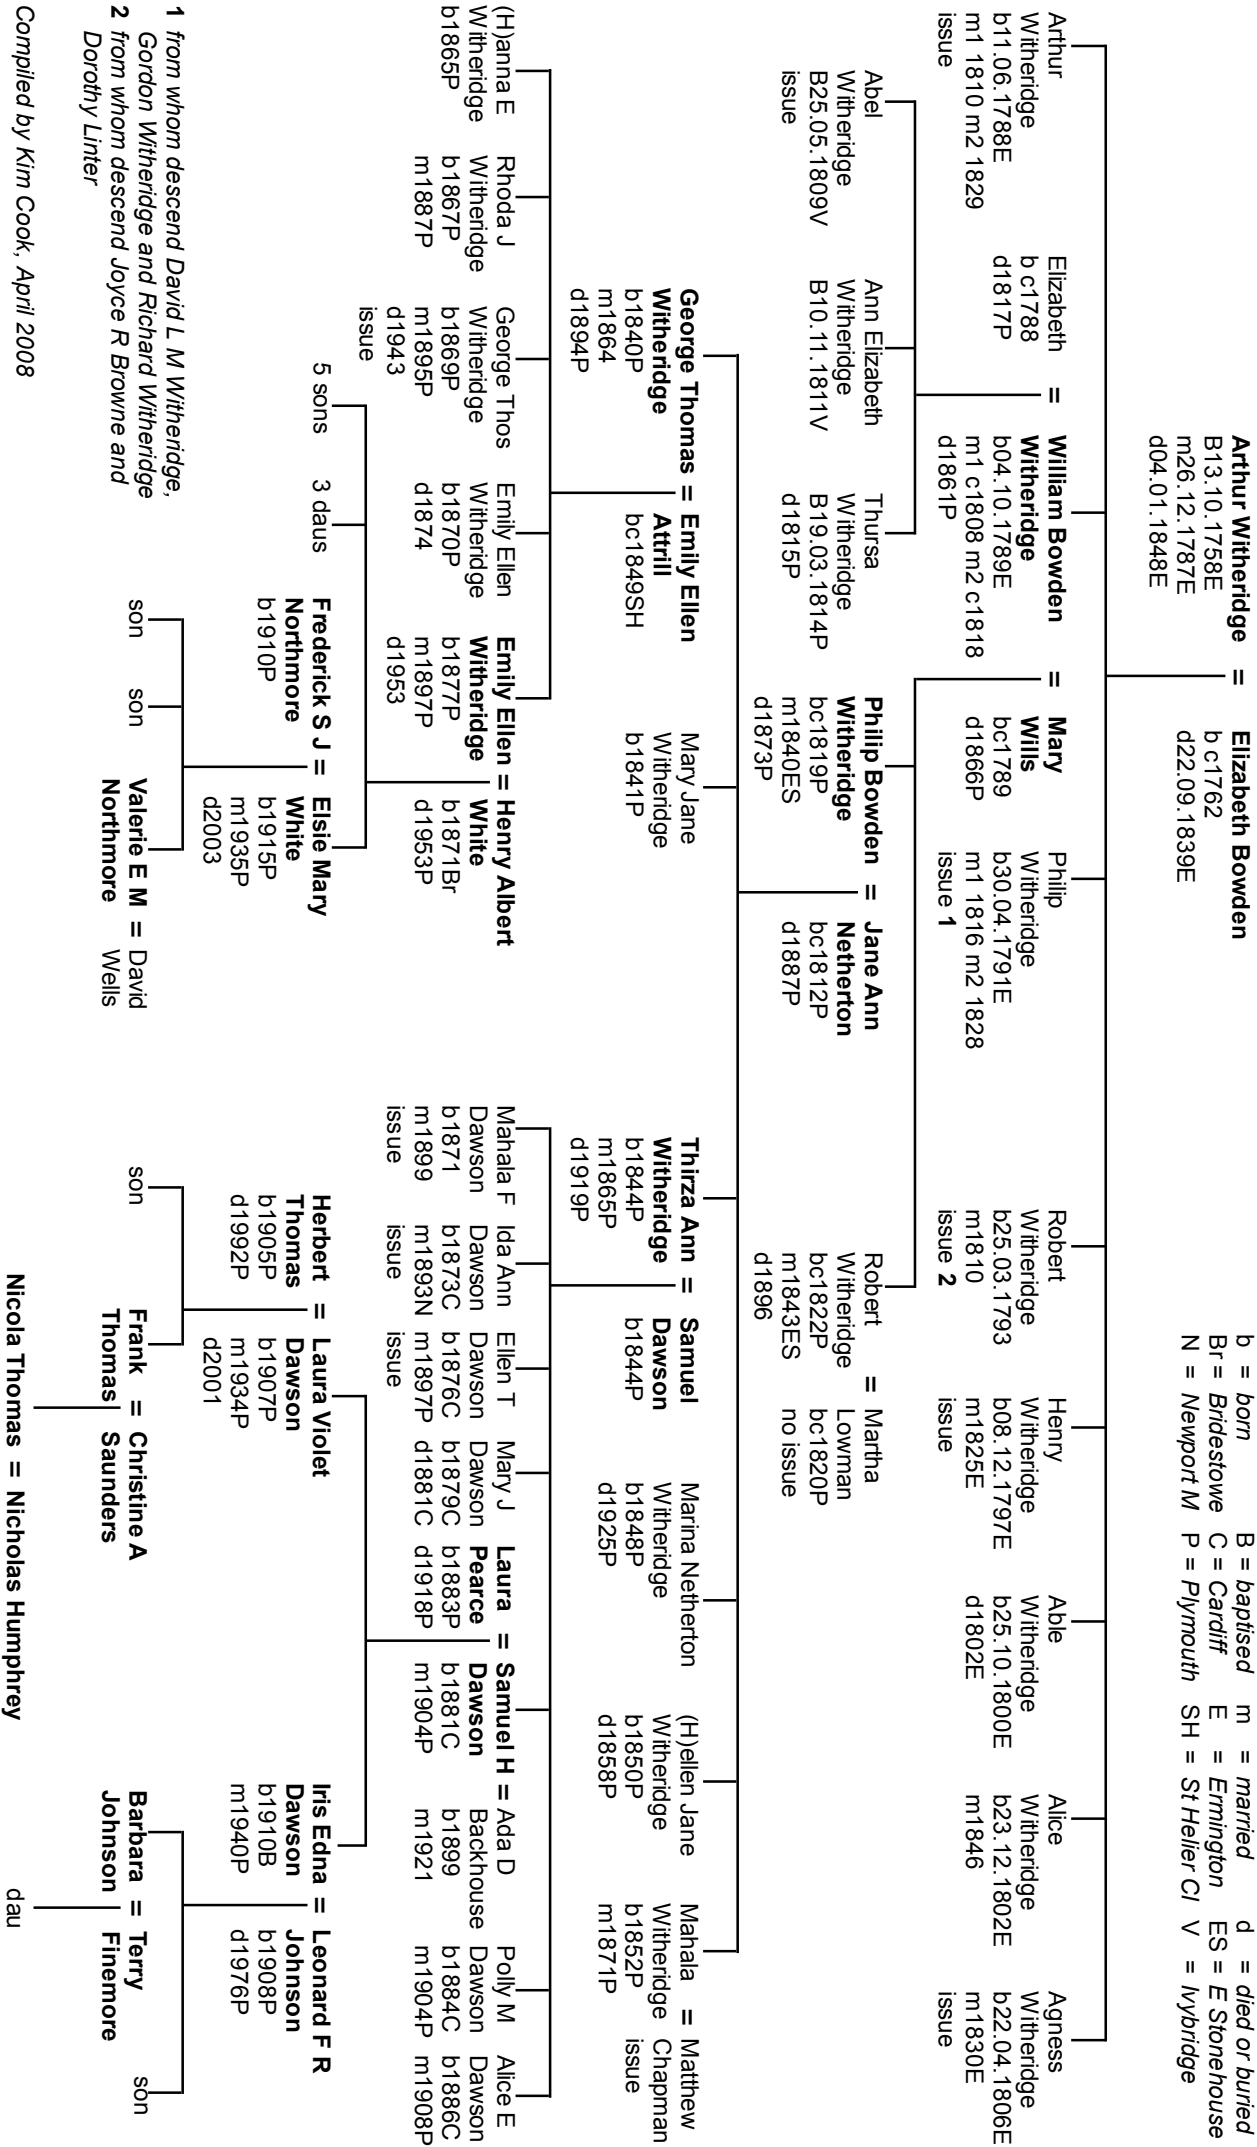 Arthur Witheridge = Elizabeth Bowden
B13.10.1758E
m26.12.1787E
d04.01.1848E
b c1762
d22.09.1839E
b = born B = baptised m = married d = died or buried
Br = Bridestowe C = Cardiff E = Ermington ES = E Stonehouse
N = Newport M P = Plymouth SH = St Helier CI V = Ivybridge
Arthur
Witheridge
b11.06.1788E
m1 1810 m2 1829
issue
Elizabeth
b c1788
d1817P
=
William Bowden
Witheridge
b04.10.1789E
m1 c1808 m2 c1818
d1861P
=
Mary
Wills
bc1789
d1866P
Philip
Witheridge
b30.04.1791E
m1 1816 m2 1828
issue 1
Robert
Witheridge
b25.03.1793
m1810
issue 2
Henry
Witheridge
b08.12.1797E
m1825E
issue
Able
Witheridge
b25.10.1800E
d1802E
Alice
Witheridge
b23.12.1802E
m1846
Agness
Witheridge
b22.04.1806E
m1830E
issue
Abel
Witheridge
B25.05.1809V
issue
Ann Elizabeth
Witheridge
B10.11.1811V
Thursa
Witheridge
B19.03.1814P
d1815P
Philip Bowden =
Witheridge
bc1819P
m1840ES
d1873P
Jane Ann
Netherton
bc1812P
d1887P
Robert
Witheridge =
bc1822P
m1843ES
d1896
Martha
Lowman
bc1820P
no issue
George Thomas =
Witheridge
b1840P
m1864
d1894P
Emily Ellen
Attrill
bc1849SH
Mary Jane
Witheridge
b1841P
Thirza Ann =
Witheridge
b1844P
m1865P
d1919P
Samuel
Dawson
b1844P
Marina Netherton
Witheridge
b1848P
d1925P
(H)ellen Jane
Witheridge
b1850P
d1858P
Mahala =
Witheridge
b1852P
m1871P
Matthew
Chapman
issue
(H)anna E
Witheridge
b1865P
Rhoda J
Witheridge
b1867P
m1887P
George Thos
Witheridge
b1869P
m1895P
d1943
issue
Emily Ellen
Witheridge
b1870P
d1874
Emily Ellen =
Witheridge
b1877P
m1897P
d1953
Henry Albert
White
b1871Br
d1953P
Mahala F
Dawson
b1871
m1899
issue
Ida Ann
Dawson
b1873C
m1893N
issue
Ellen T
Dawson
b1876C
m1897P
issue
Mary J
Dawson
b1879C
d1881C
Laura =
Pearce
b1883P
d1918P
Samuel H =
Dawson
b1881C
m1904P
Ada D
Backhouse
b1899
m1921
Polly M
Dawson
b1884C
m1904P
Alice E
Dawson
b1886C
m1908P
5 sons
3 daus
Frederick S J =
Northmore
b1910P
Elsie Mary
White
b1915P
m1935P
d2003
Herbert =
Thomas
b1905P
d1992P
Laura Violet
Dawson
b1907P
m1934P
d2001
Iris Edna =
Dawson
b1910B
m1940P
Leonard F R
Johnson
b1908P
d1976P
son
son
Valerie E M =
Northmore
David
Wells
son
Frank =
Thomas
Christine A
Saunders
Barbara =
Johnson
Terry
Finemore
son
Nicola Thomas = Nicholas Humphrey
dau
1 from whom descend David L M Witheridge,
Gordon Witheridge and Richard Witheridge
2 from whom descend Joyce R Browne and
Dorothy Linter
Compiled by Kim Cook, April 2008